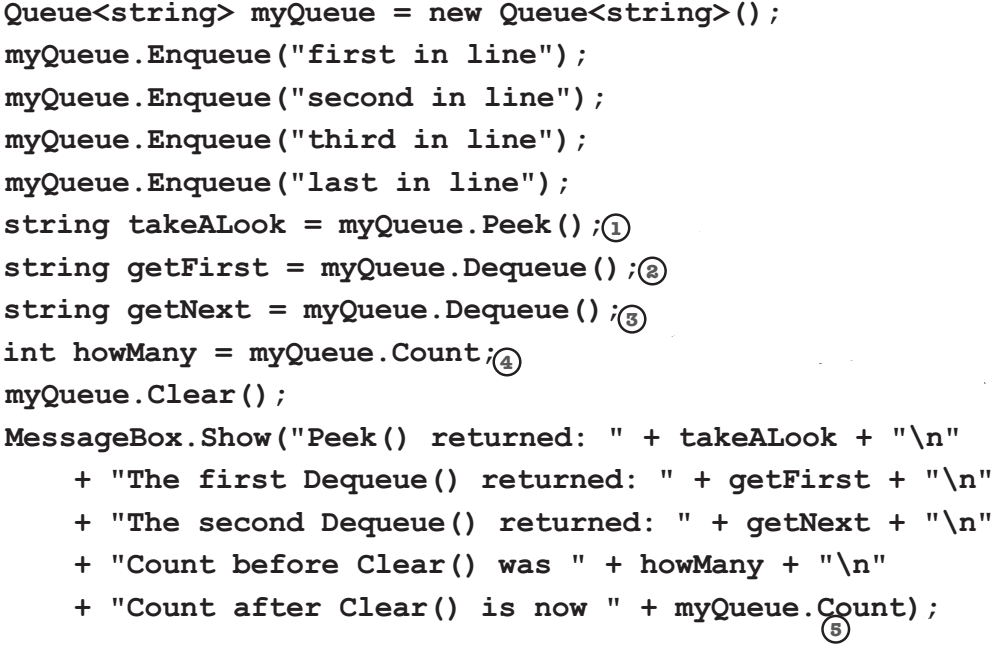 Queue<string> myQueue = new Queue<string>();
myQueue.Enqueue("first in line");
myQueue.Enqueue("second in line");
myQueue.Enqueue("third in line");
myQueue.Enqueue("last in line");
string takeALook = myQueue.Peek();①
string getFirst = myQueue.Dequeue();②
string getNext = myQueue.Dequeue();③
int howMany = myQueue.Count;④
myQueue.Clear();
MessageBox.Show("Peek() returned: " + takeALook + "\n"
    + "The first Dequeue() returned: " + getFirst + "\n"
    + "The second Dequeue() returned: " + getNext + "\n"
    + "Count before Clear() was " + howMany + "\n"
    + "Count after Clear() is now " + myQueue.Count);
⑤